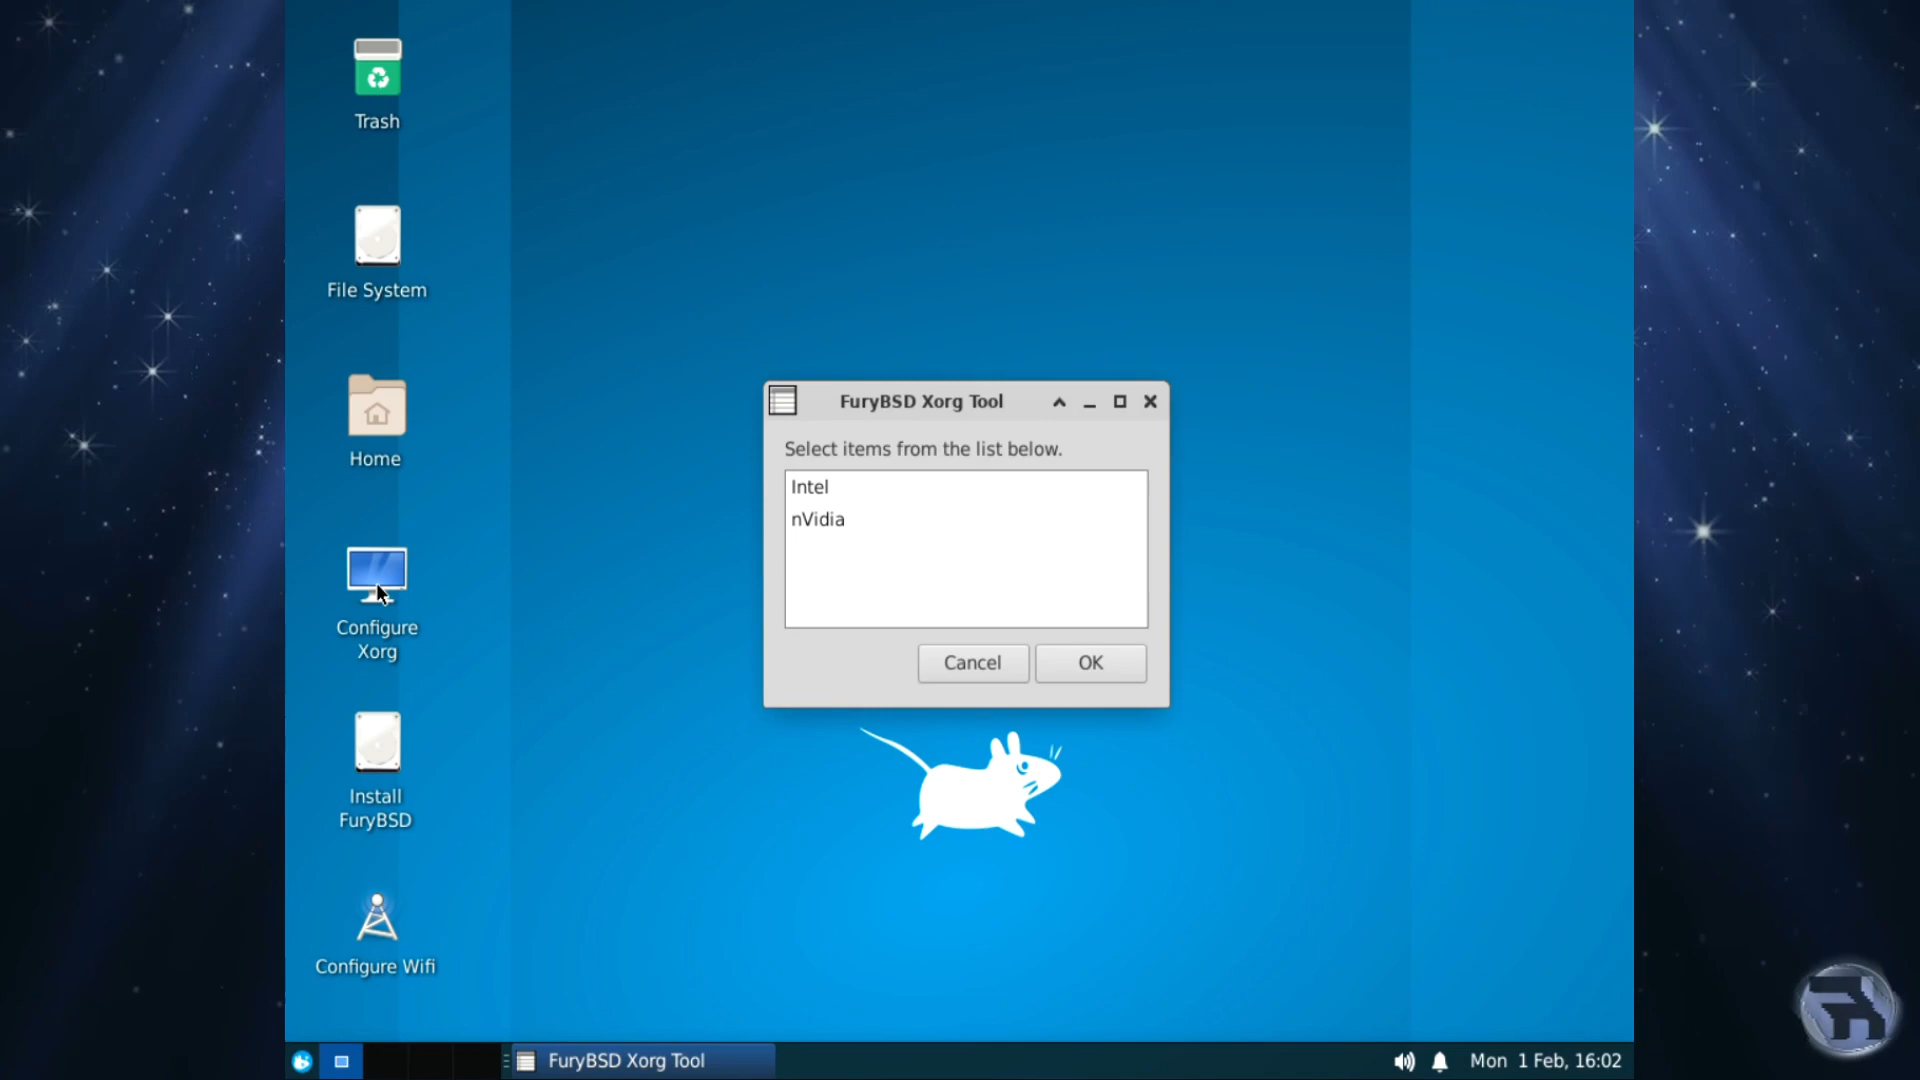 Trash
File System
Home
Configure
Xorg
Install
FuryBSD
Configure Wifi
FuryBSD Xorg Tool
Select items from the list below.
Intel
nVidia
Cancel
OK
FuryBSD Xorg Tool
Mon 1 Feb, 16:02